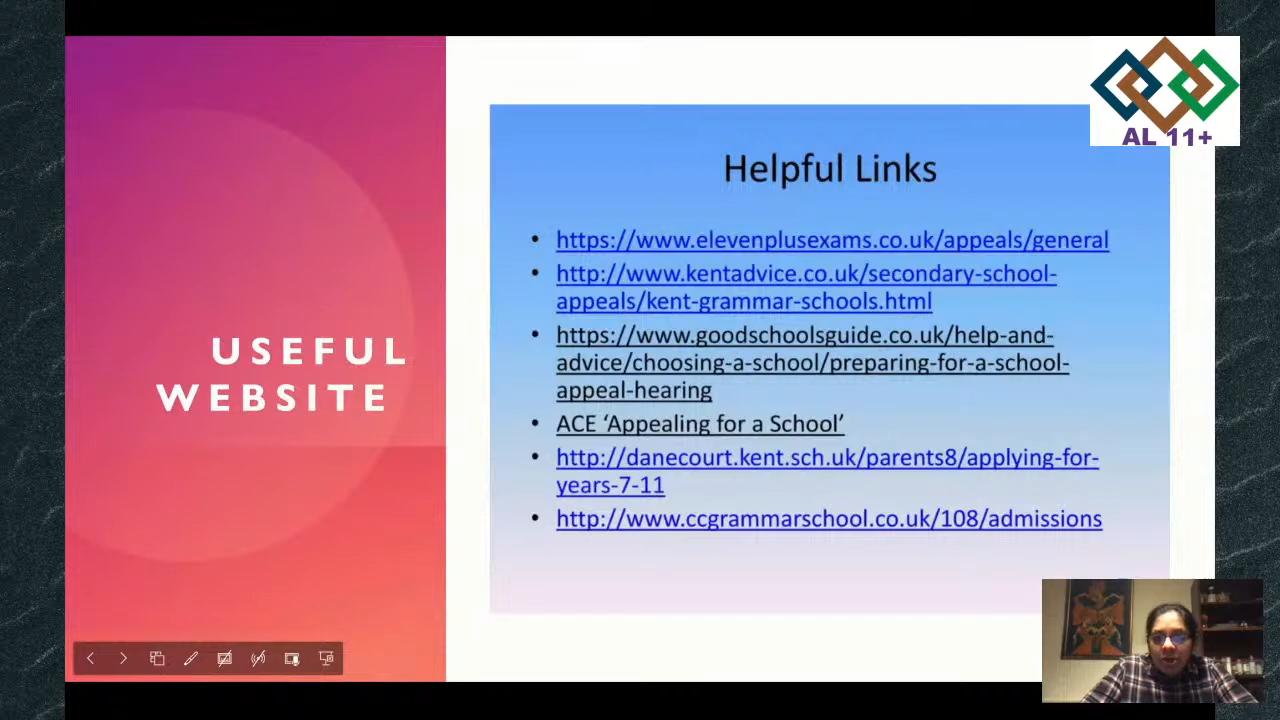 USEFUL
WEBSITE
AL 11+
Helpful Links
• https://www.elevenplusexams.co.uk/appeals/general
• http://www.kentadvice.co.uk/secondary-school-
appeals/kent-grammar-schools.html
• https://www.goodschoolsguide.co.uk/help-and-
advice/choosing-a-school/preparing-for-a-school-
appeal-hearing
• ACE ‘Appealing for a School’
• http://danecourt.kent.sch.uk/parents8/applying-for-
years-7-11
• http://www.ccgrammarschool.co.uk/108/admissions